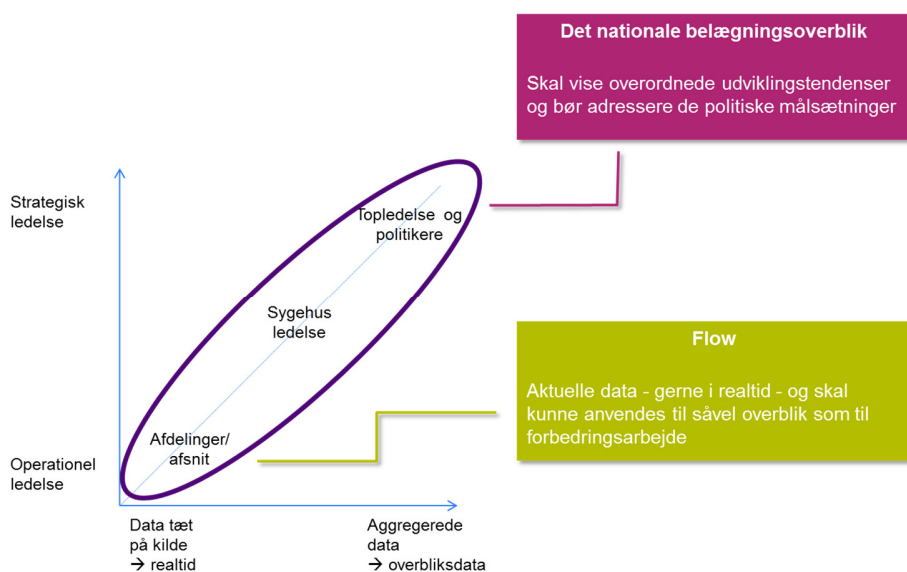 Det nationale belægningsoverblik
Skal vise overordnede udviklingstendenser
og bør adressere de politiske målsætninger
Strategisk
ledelse
Topledelse og
politikere
Sygehus
ledelse
Flow
Aktuelle data - gerne i realtid - og skal
kunne anvendes til såvel overblik som til
forbedringsarbejde
Afdelinger/
afsnit
Operationel
ledelse
Data tæt
på kilde
→ realtid
Aggregerede
data
→ overbliksdata